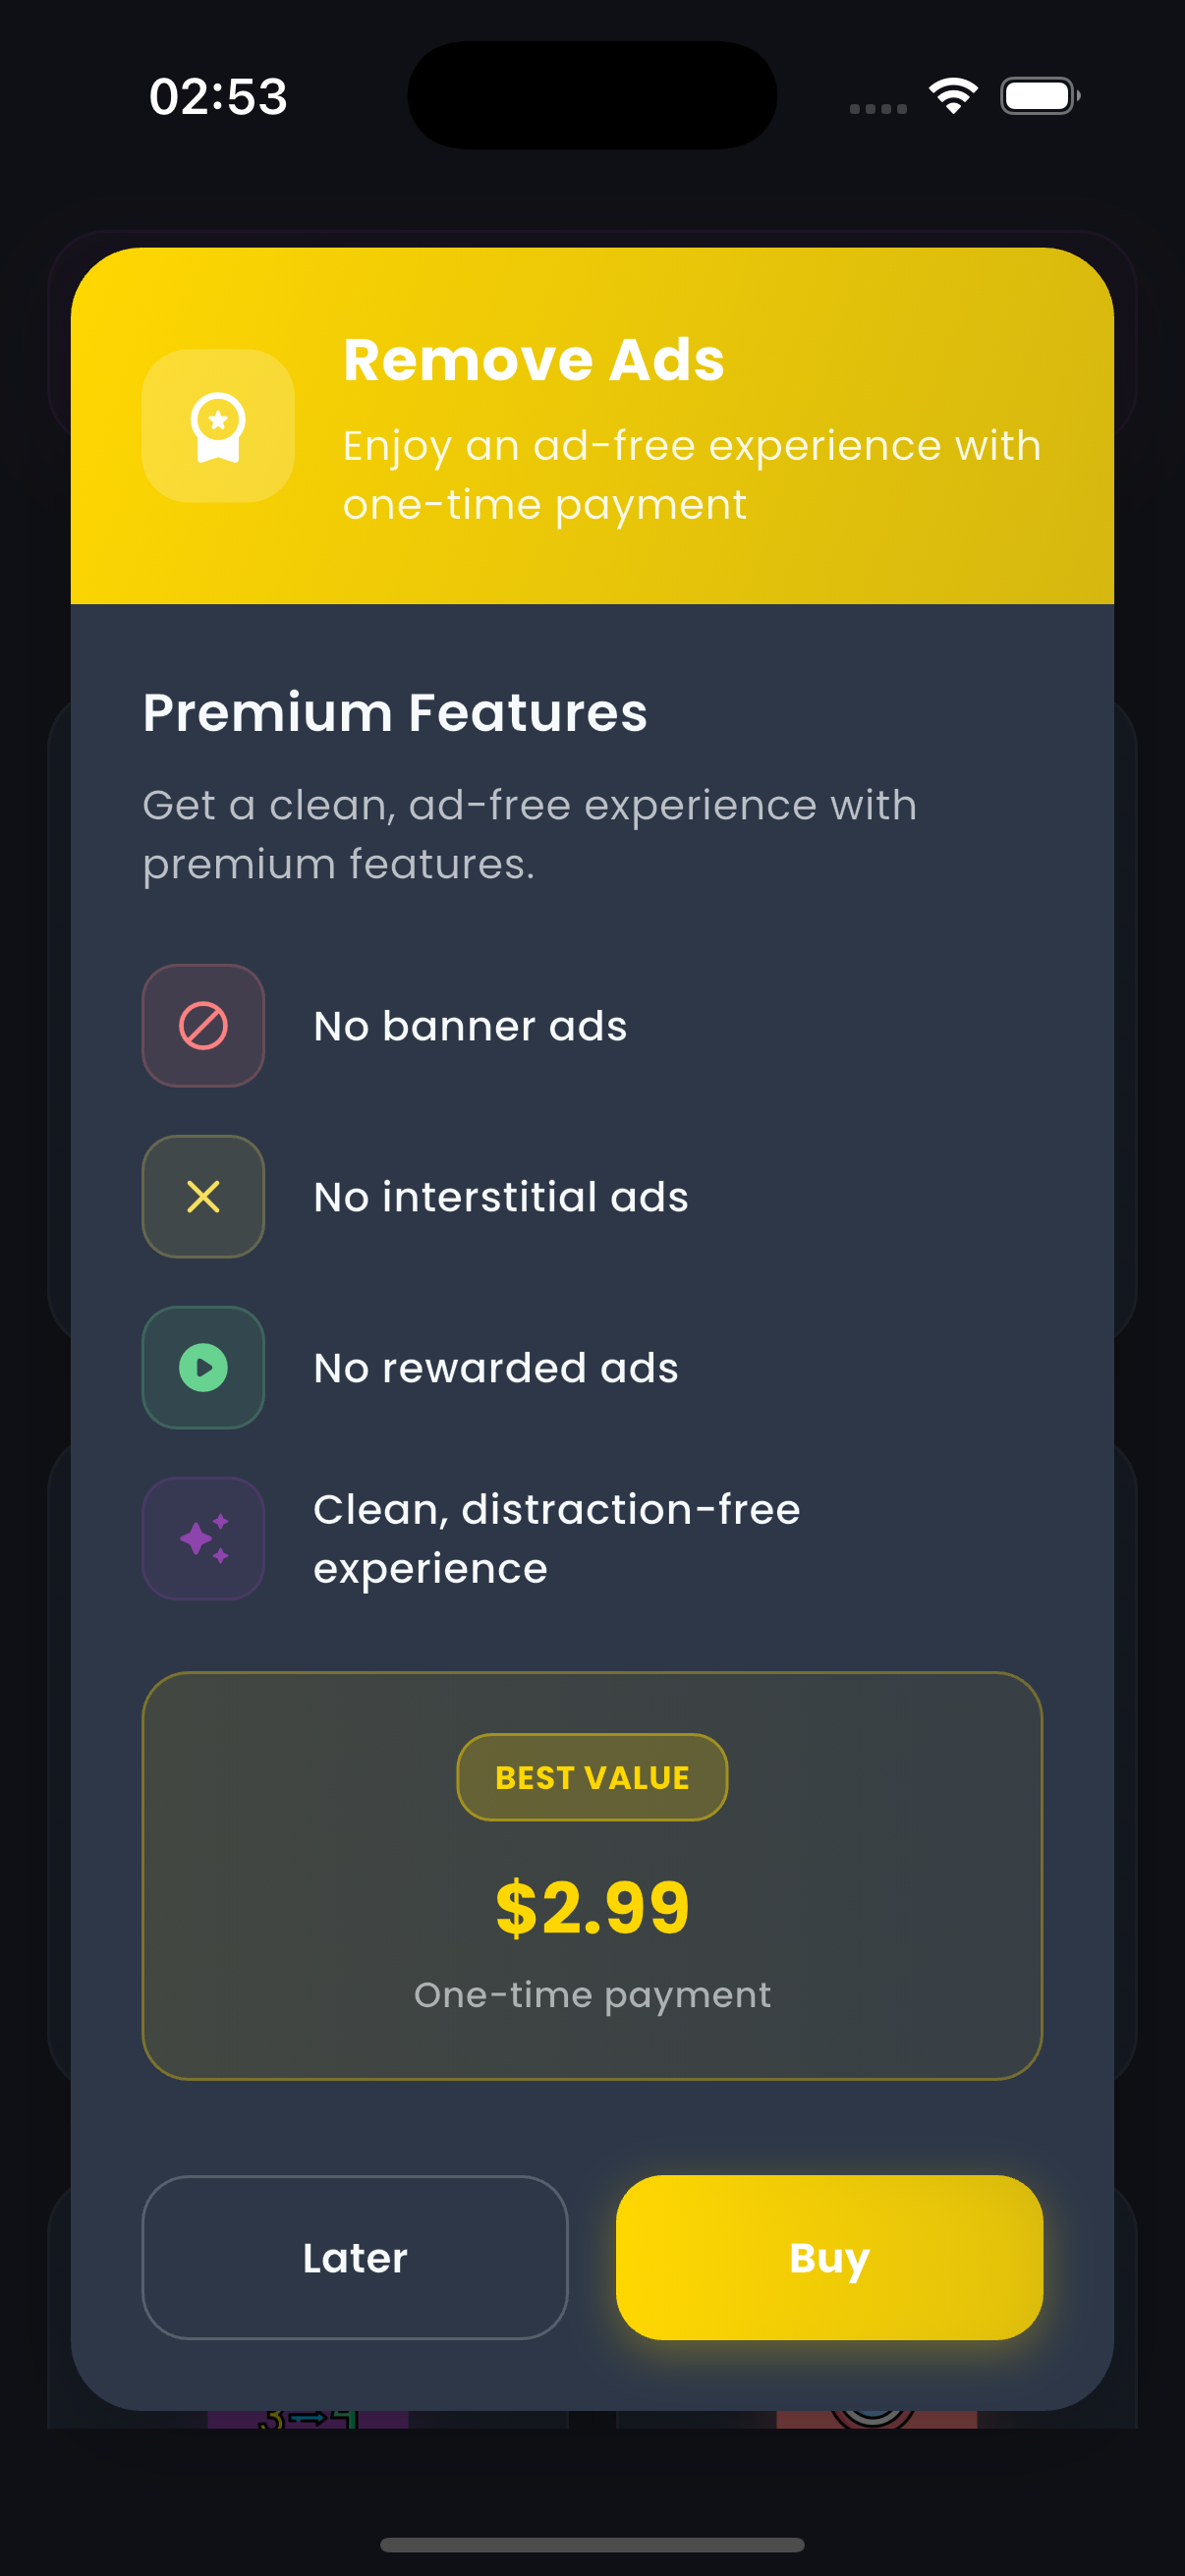 02:53
Remove Ads
Enjoy an ad-free experience with
one-time payment
Premium Features
Get a clean, ad-free experience with
premium features.
No banner ads
No interstitial ads
No rewarded ads
Clean, distraction-free
experience
BEST VALUE
$2.99
One-time payment
Later
Buy